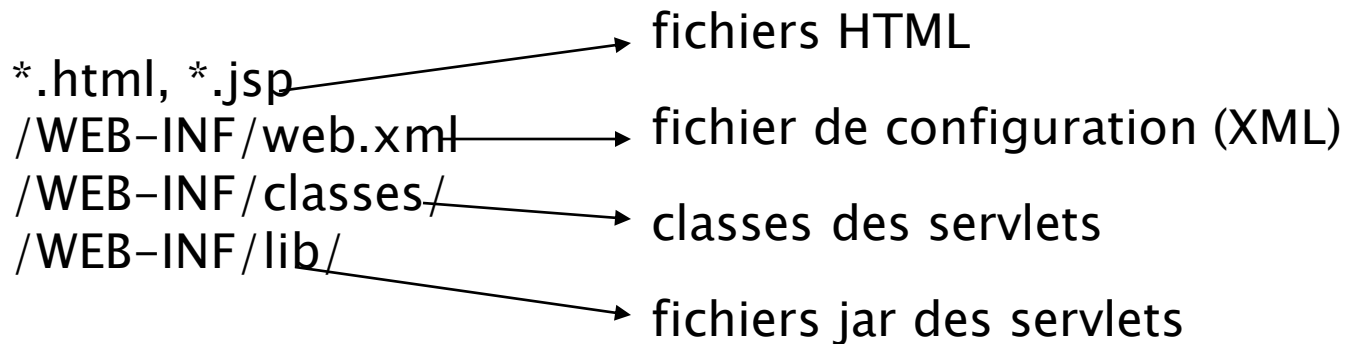 fichiers HTML
*.html, *.jsp
/WEB-INF/web.xml
fichier de configuration (XML)
/WEB-INF/classes/
classes des servlets
/WEB-INF/lib/
fichiers jar des servlets